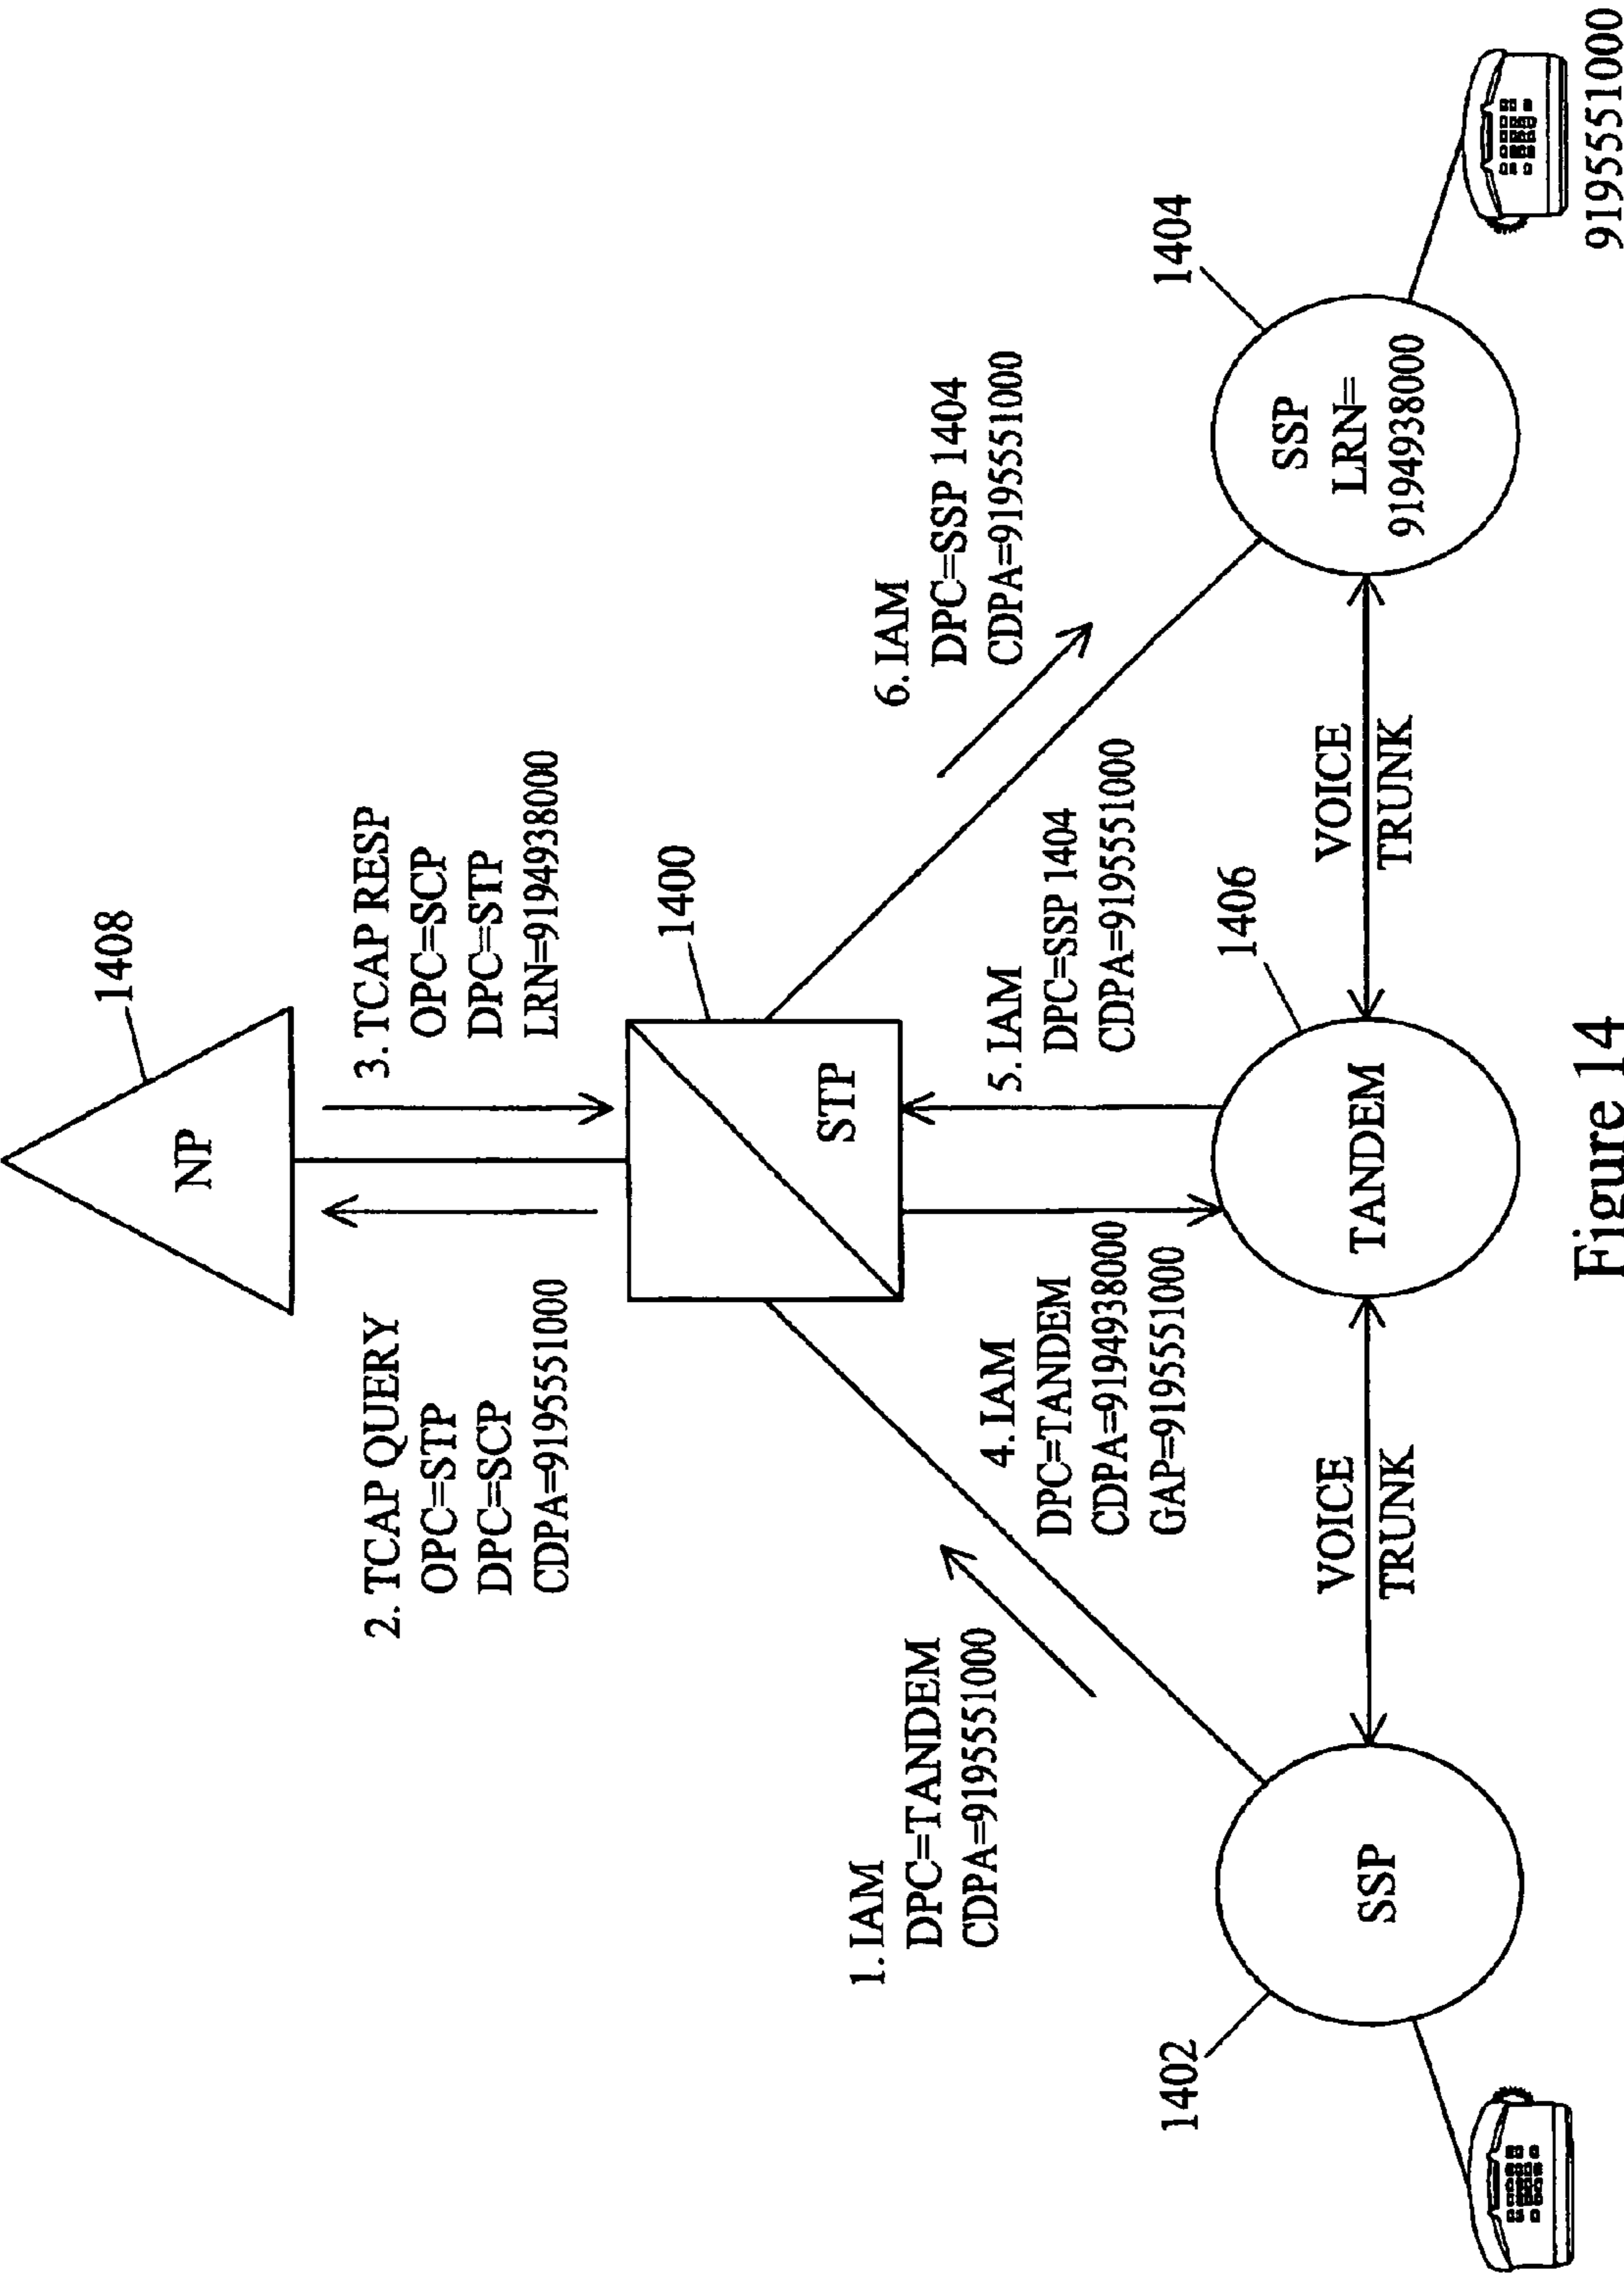 1408
NP
2. TCAP QUERY
OPC=STP
DPC=SCP
CDPA=9195551000
3. TCAP RESP
OPC=SCP
DPC=STP
LRN=9194938000
1400
STP
1. IAM
DPC=TANDEM
CDPA=9195551000
4. IAM
DPC=TANDEM
CDPA=9194938000
GAP=9195551000
5. IAM
DPC=SSP 1404
CDPA=9195551000
6. IAM
DPC=SSP 1404
CDPA=9195551000
1402
SSP
VOICE
TRUNK
1406
TANDEM
VOICE
TRUNK
1404
SSP
LRN=
9194938000
9195551000
Figure 14